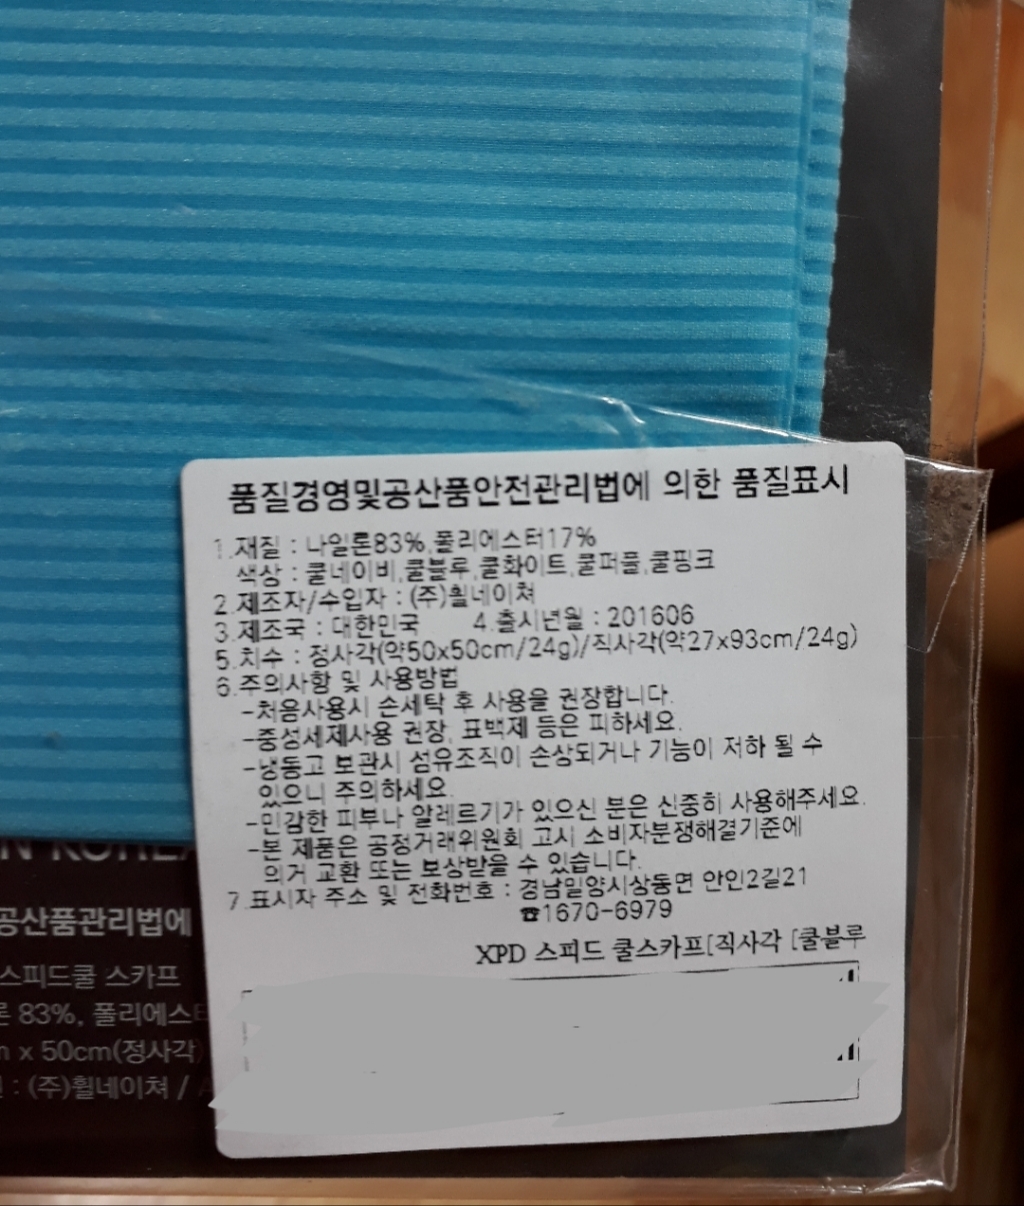 품질경영및공산품안전관리법에 의한 품질표시
1.재질 : 나일론83%,폴리에스터17%
색상 : 쿨네이비,쿨블루,쿨화이트,쿨퍼플,쿨핑크
2.제조자/수입자 : (주)휠네이쳐
3.제조국 : 대한민국 4.출시년월 : 201606
5.치수 : 정사각(약50x50cm/24g)/직사각(약27x93cm/24g)
6.주의사항 및 사용방법
-처음사용시 손세탁 후 사용을 권장합니다.
-중성세제사용 권장, 표백제 등은 피하세요.
-냉동고 보관시 섬유조직이 손상되거나 기능이 저하 될 수
있으니 주의하세요.
-민감한 피부나 알레르기가 있으신 분은 신중히 사용해주세요.
-본 제품은 공정거래위원회 고시 소비자분쟁해결기준에
의거 교환 또는 보상받을 수 있습니다.
7.표시자 주소 및 전화번호 : 경남밀양시상동면 안인2길21
☎1670-6979
XPD 스피드 쿨스카프[직사각 [쿨블루
N KOREA
공산품관리법에
스피드쿨 스카프
론 83%, 폴리에스터
m x 50cm(정사각)
: (주)휠네이쳐 /